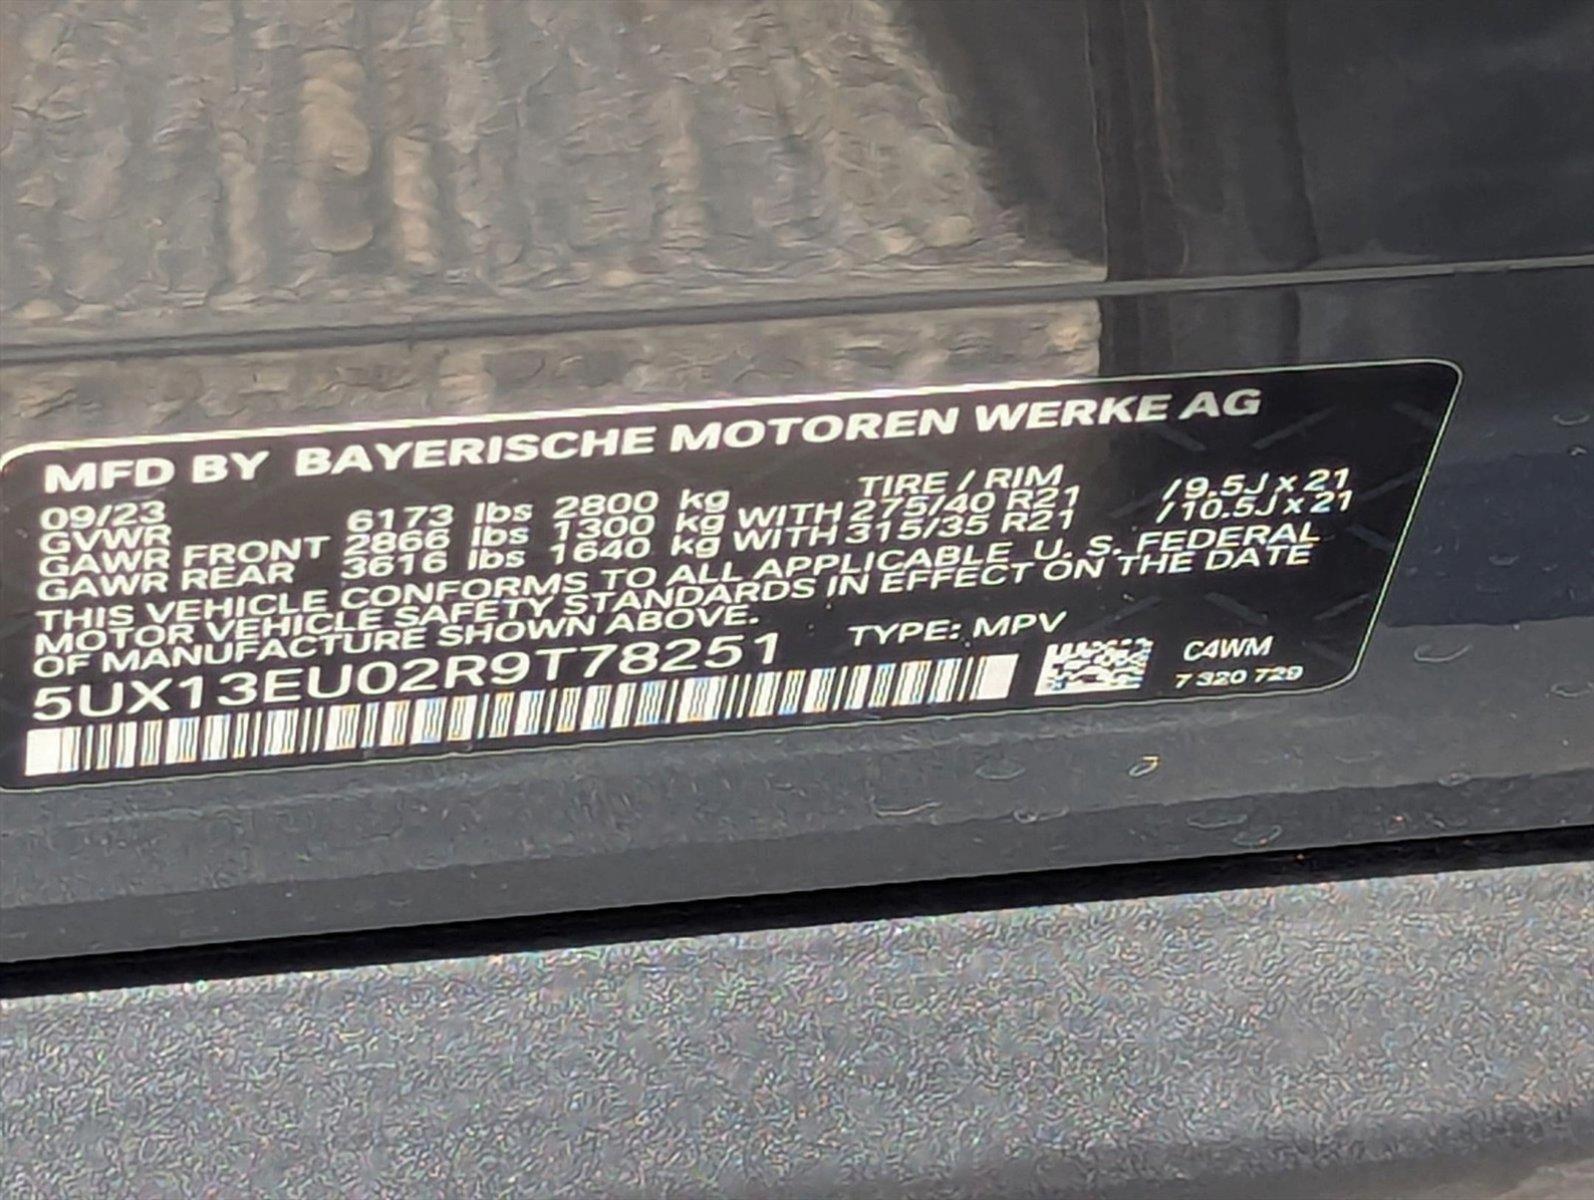 MFD BY BAYERISCHE MOTOREN WERKE AG
09/23 TIRE / RIM
GVWR 6173 lbs 2800 kg
GAWR FRONT 2866 lbs 1300 kg WITH 275/40 R21 / 9.5J x 21
GAWR REAR 3616 lbs 1640 kg WITH 315/35 R21 / 10.5J x 21
THIS VEHICLE CONFORMS TO ALL APPLICABLE U. S. FEDERAL
MOTOR VEHICLE SAFETY STANDARDS IN EFFECT ON THE DATE
OF MANUFACTURE SHOWN ABOVE.
5UX13EU02R9T78251 TYPE: MPV
C4WM
7 320 729